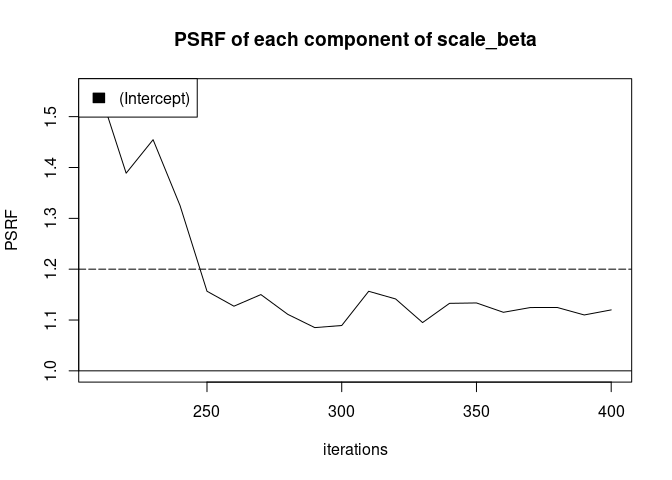 PSRF of each component of scale_beta
(Intercept)
PSRF
1.5
1.4
1.3
1.2
1.1
1.0
250 300 350 400
iterations